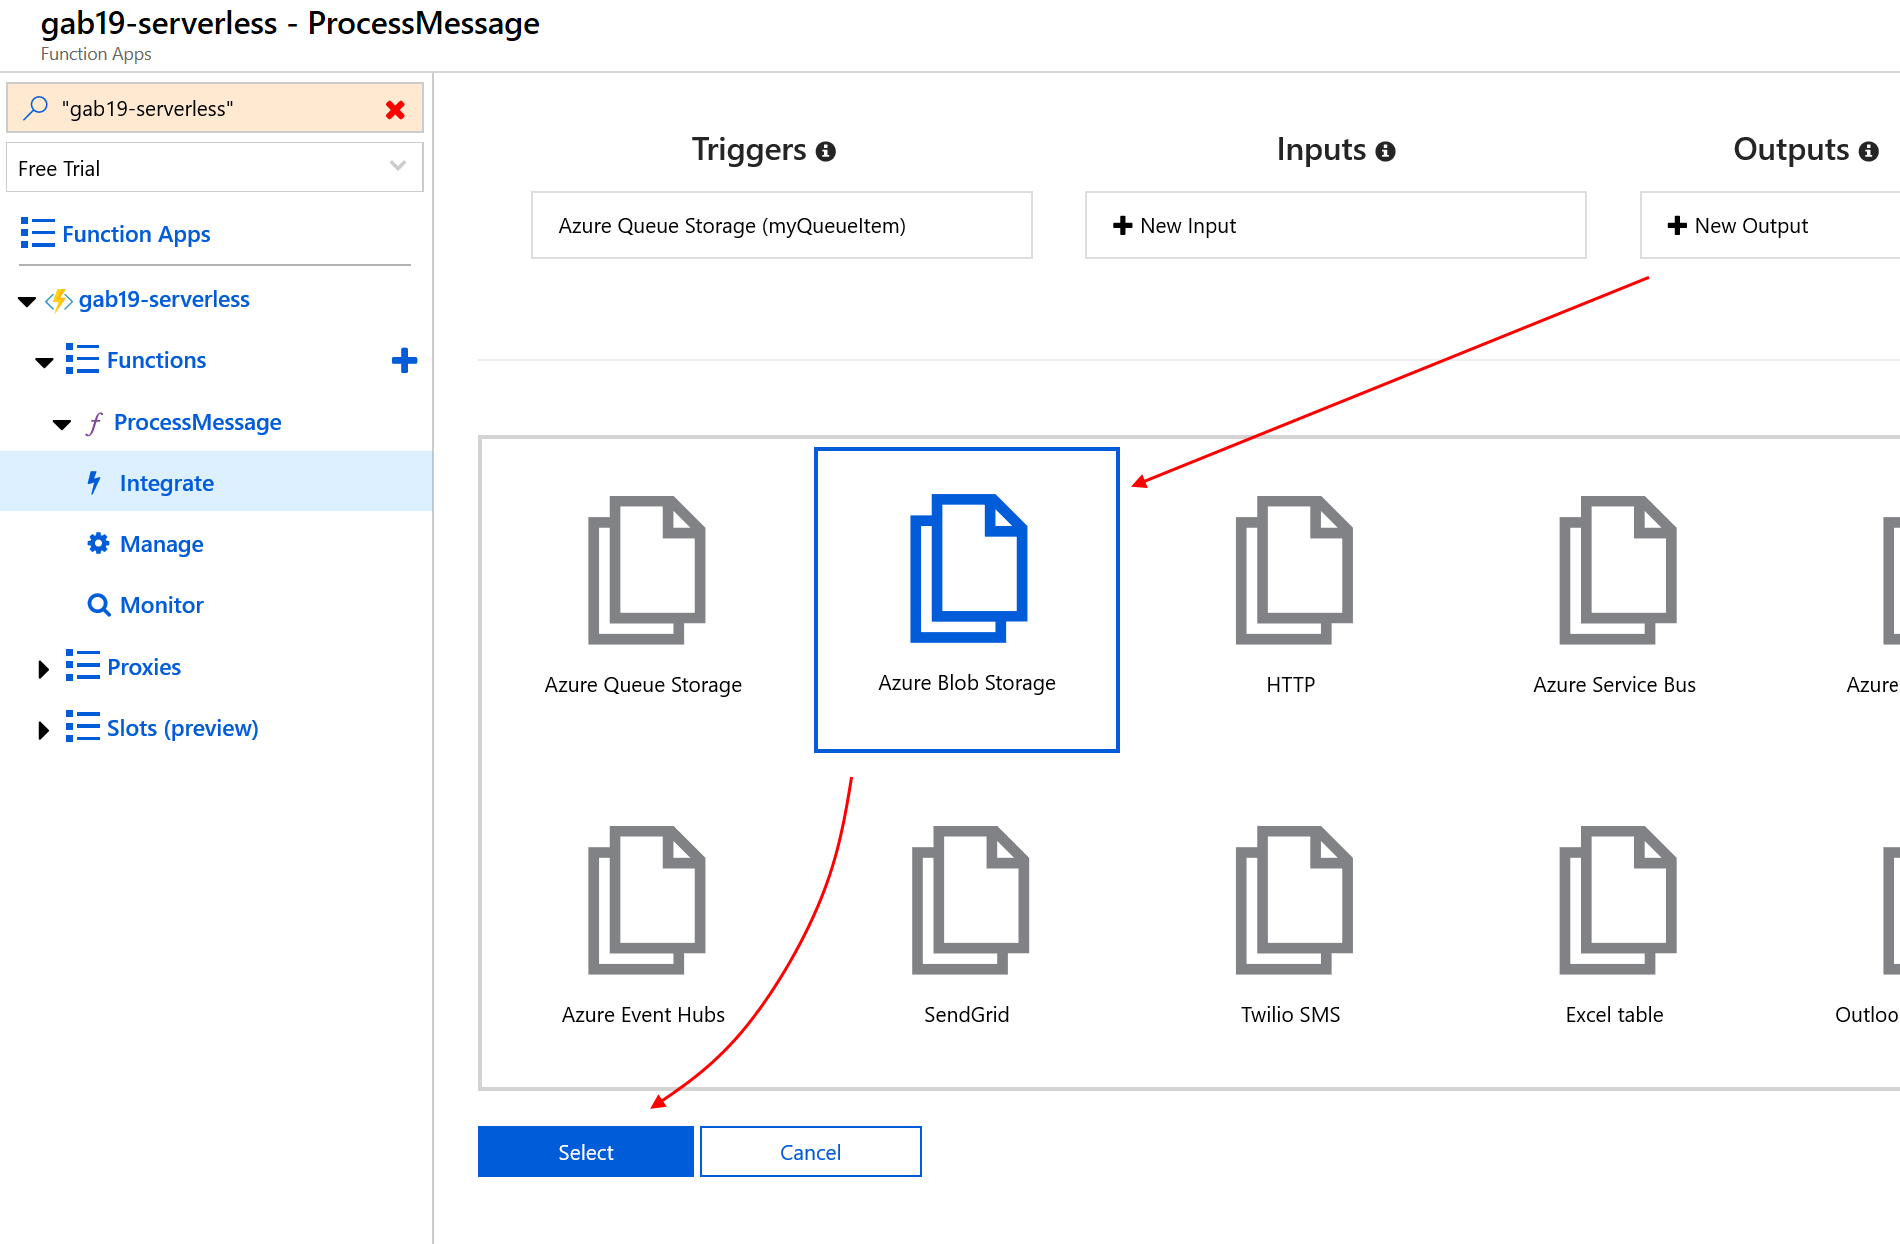 gab19-serverless - ProcessMessage
Function Apps
"gab19-serverless"
Free Trial
Function Apps
gab19-serverless
Functions
ProcessMessage
Integrate
Manage
Monitor
Proxies
Slots (preview)
Triggers
Inputs
Outputs
Azure Queue Storage (myQueueItem)
New Input
New Output
Azure Queue Storage
Azure Blob Storage
HTTP
Azure Service Bus
Azure
Azure Event Hubs
SendGrid
Twilio SMS
Excel table
Outloo
Select
Cancel